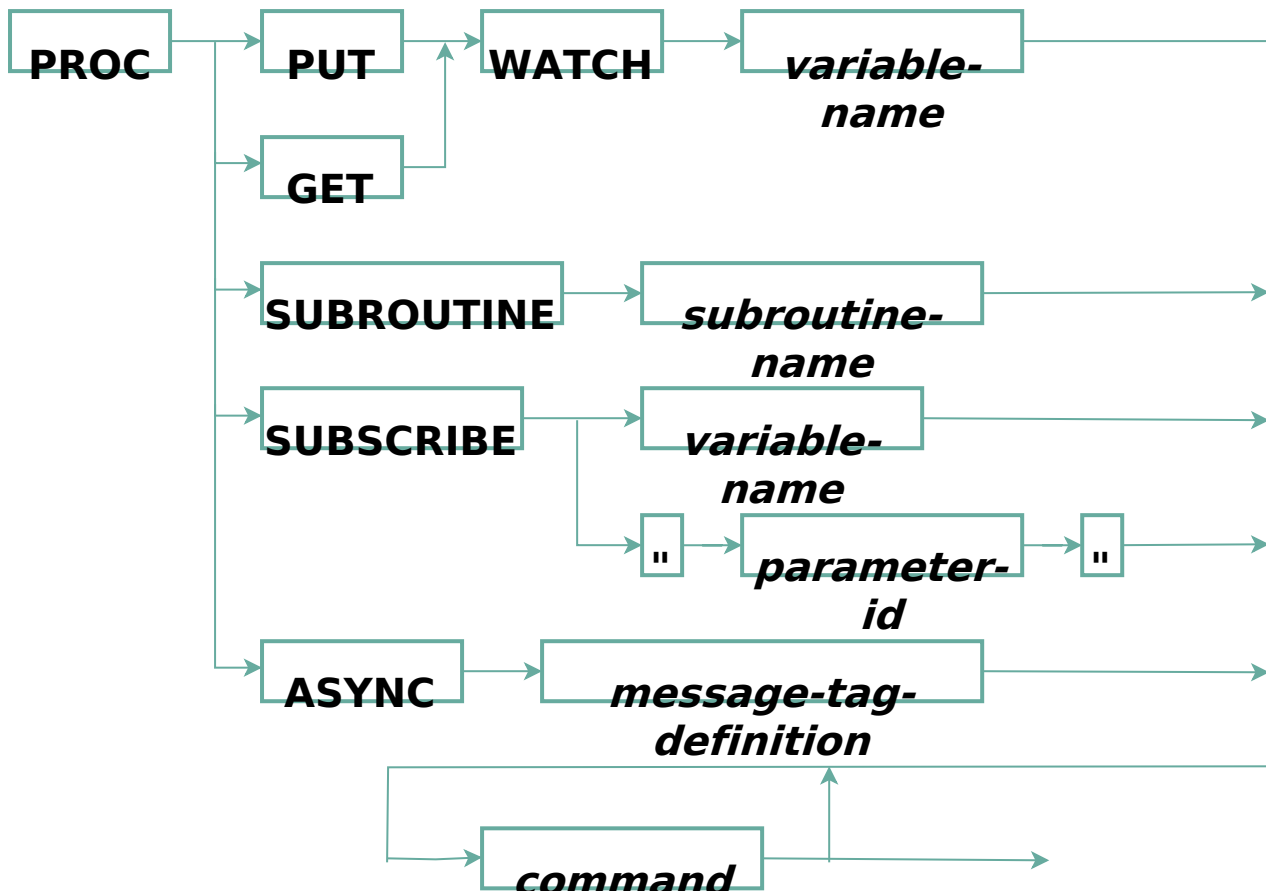 PROC
PUT
WATCH
variable-
name
GET
SUBROUTINE
subroutine-
name
SUBSCRIBE
variable-
name
"
parameter-
id
"
ASYNC
message-tag-
definition
command